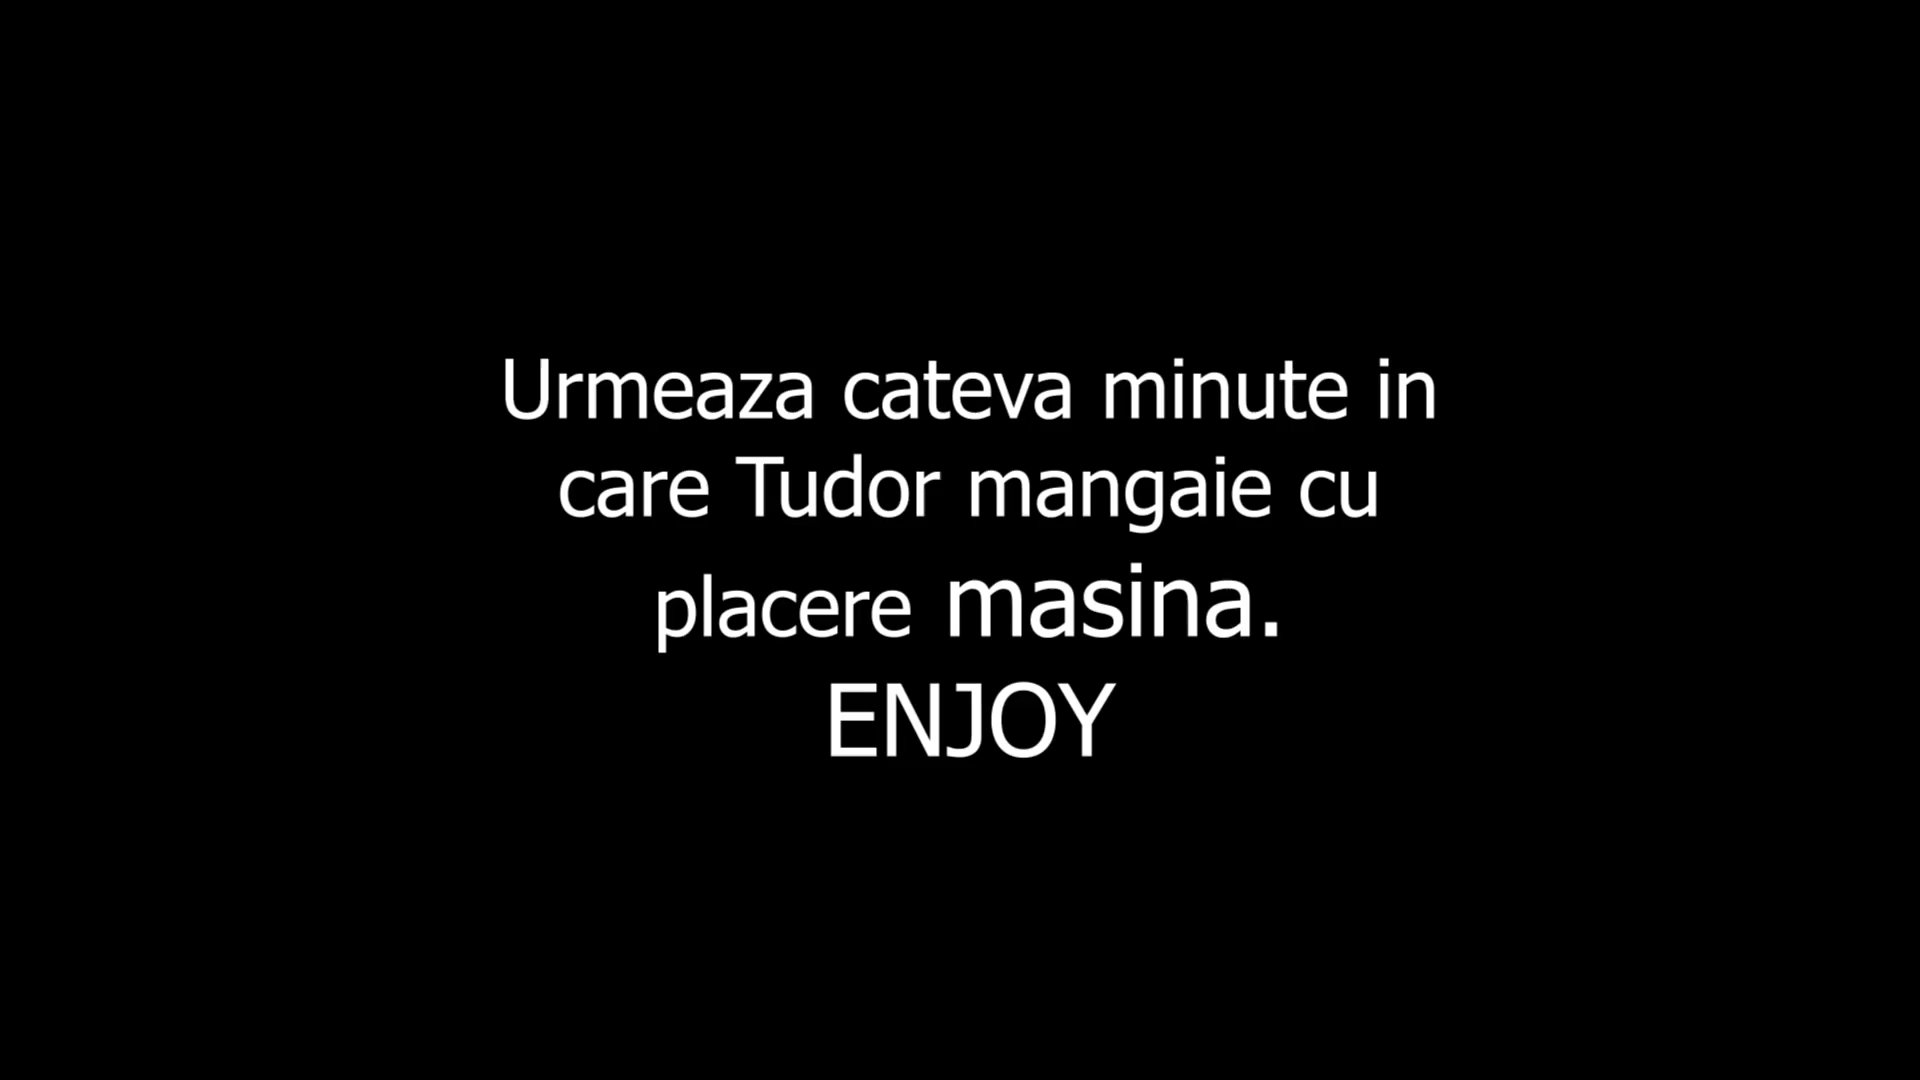 Urmeaza cateva minute in
care Tudor mangaie cu
placere masina.
ENJOY